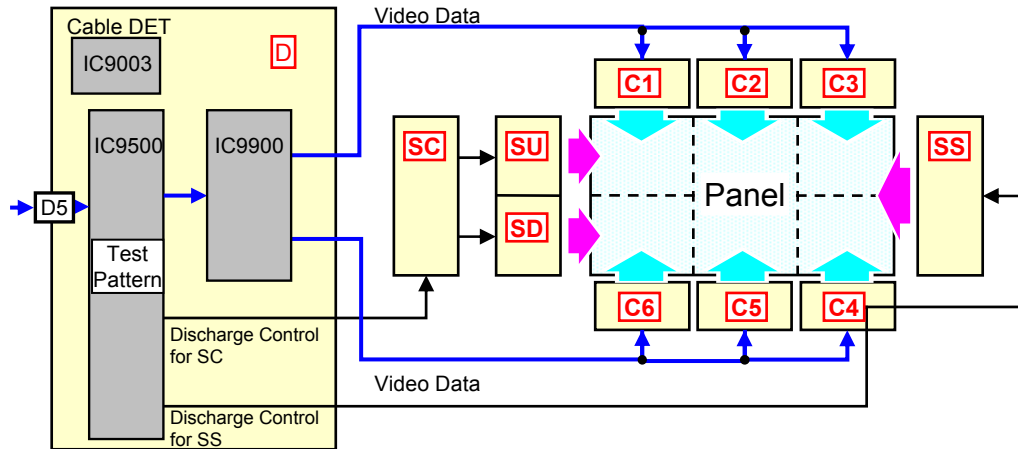 Video Data
Cable DET
IC9003
D
C1
C2
C3
IC9500
IC9900
SC
SU
SS
Panel
D5
SD
Test
Pattern
C6
C5
C4
Discharge Control
for SC
Video Data
Discharge Control
for SS